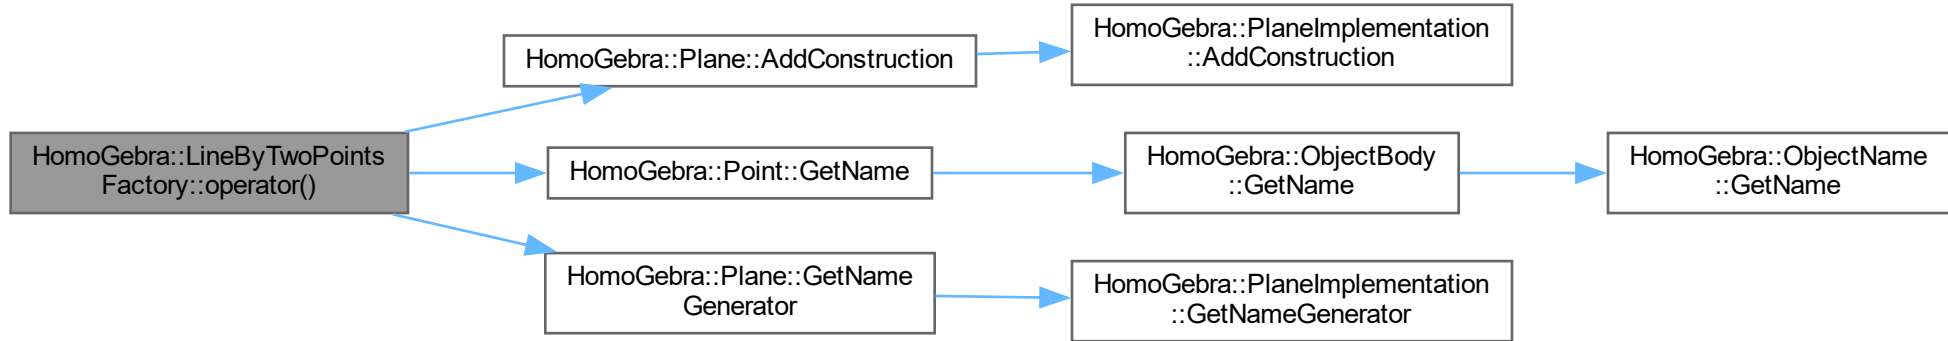 HomoGebra::LineByTwoPoints
Factory::operator()
HomoGebra::Plane::AddConstruction
HomoGebra::PlaneImplementation
::AddConstruction
HomoGebra::Point::GetName
HomoGebra::ObjectBody
::GetName
HomoGebra::ObjectName
::GetName
HomoGebra::Plane::GetName
Generator
HomoGebra::PlaneImplementation
::GetNameGenerator